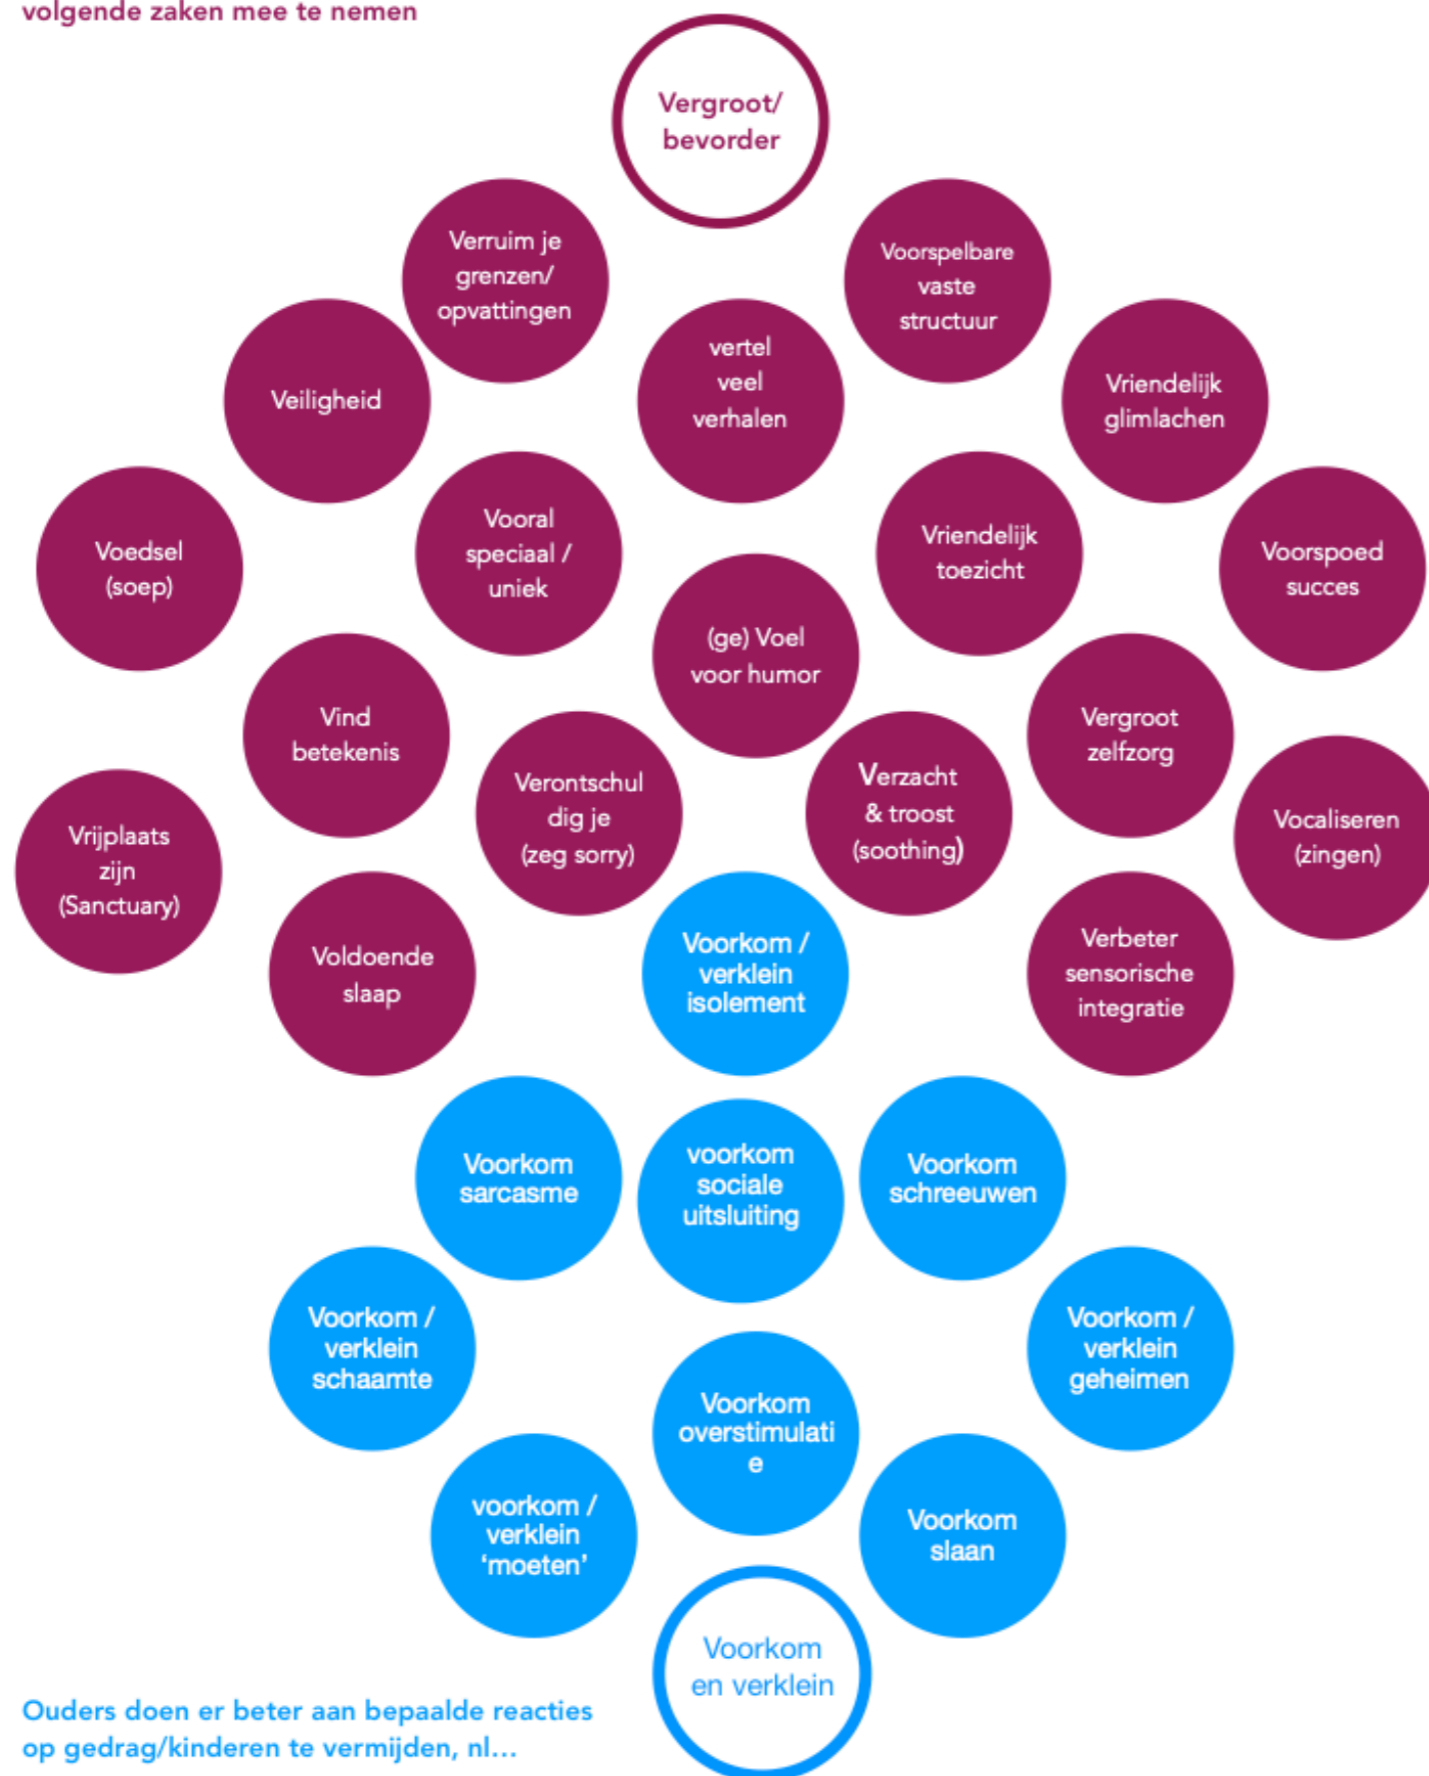 volgende zaken mee te nemen
Vergroot/
bevorder
Verruim je
grenzen/
opvattingen
Voorspelbare
vaste
structuur
Veiligheid
vertel
veel
verhalen
Vriendelijk
glimlachen
Voedsel
(soep)
Vooral
speciaal /
uniek
Vriendelijk
toezicht
Voorspoed
succes
(ge) Voel
voor humor
Vind
betekenis
Vergroot
zelfzorg
Verontschul
dig je
(zeg sorry)
Verzacht
& troost
(soothing)
Vrijplaats
zijn
(Sanctuary)
Vocaliseren
(zingen)
Voldoende
slaap
Voorkom /
verklein
isolement
Verbeter
sensorische
integratie
Voorkom
sarcasme
voorkom
sociale
uitsluiting
Voorkom
schreeuwen
Voorkom /
verklein
schaamte
Voorkom
overstimulati
e
Voorkom /
verklein
geheimen
voorkom /
verklein
‘moeten’
Voorkom
slaan
Voorkom
en verklein
Ouders doen er beter aan bepaalde reacties
op gedrag/kinderen te vermijden, nl...